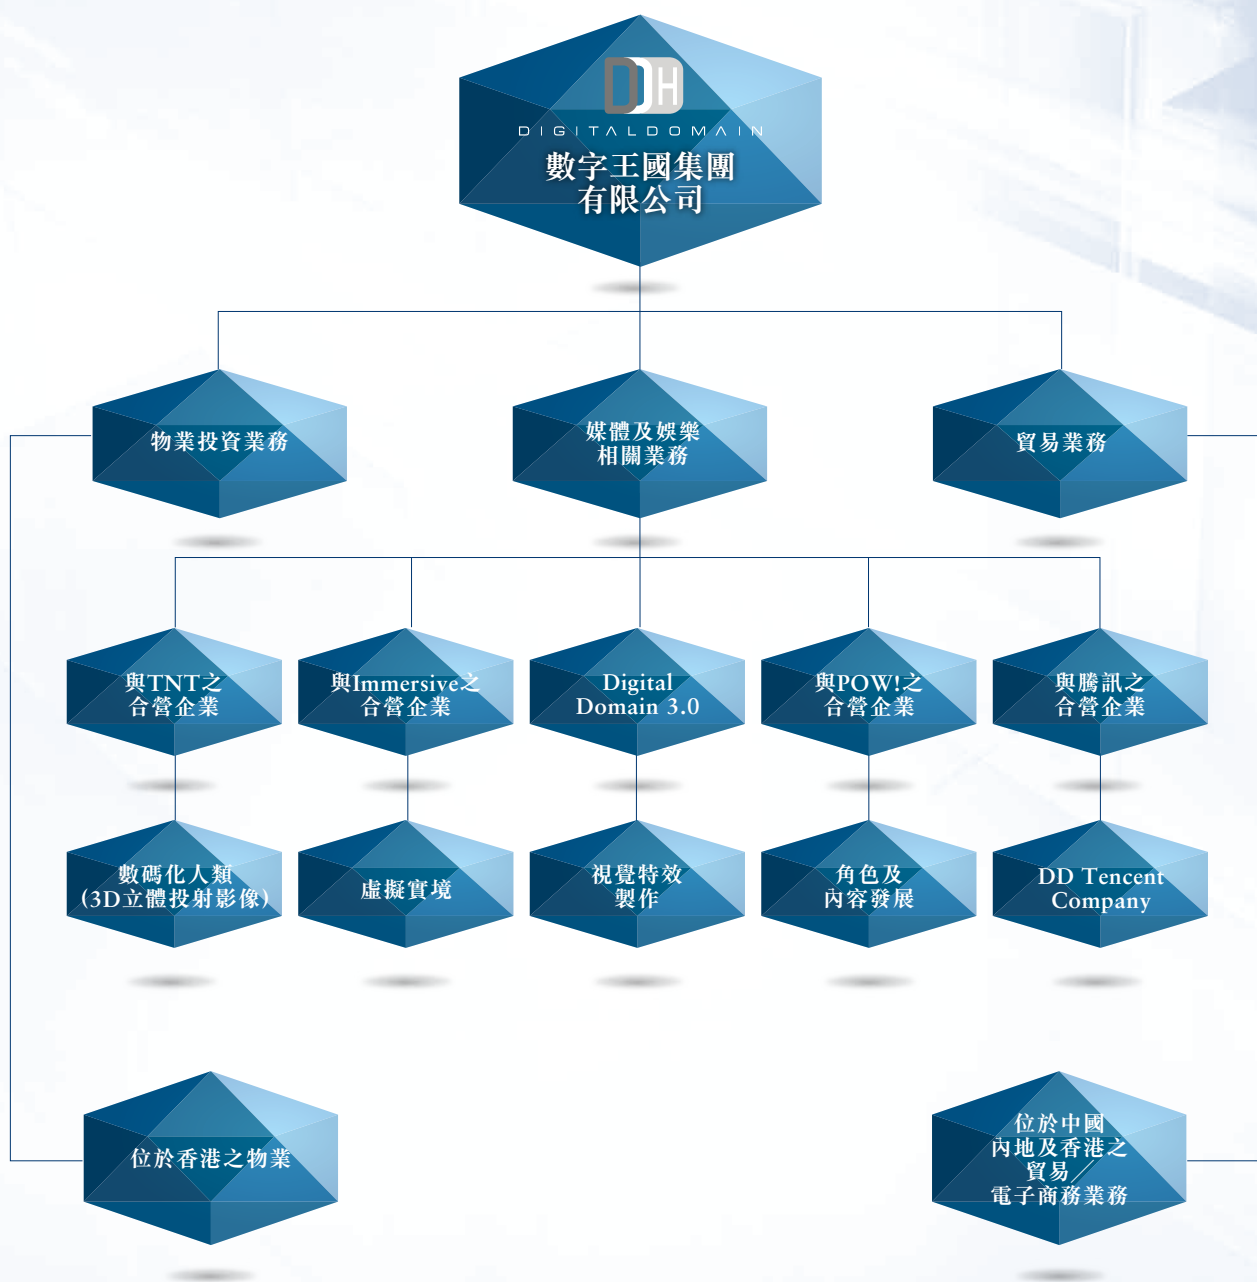 DDH
DIGITALDOMAIN
數字王國集團
有限公司
物業投資業務
媒體及娛樂
相關業務
貿易業務
與TNT之
合營企業
與Immersive之
合營企業
Digital
Domain 3.0
與POW!之
合營企業
與騰訊之
合營企業
數碼化人類
(3D立體投射影像)
虛擬實境
視覺特效
製作
角色及
內容發展
DD Tencent
Company
位於香港之物業
位於中國
內地及香港之
貿易／
電子商務業務